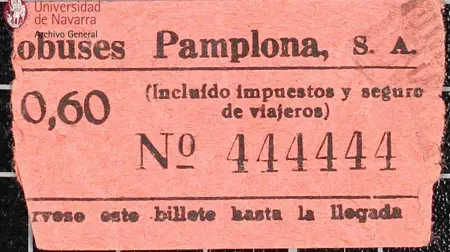 Universidad
de Navarra
Archivo General
obuses Pamplona, S. A.
0,60
(Incluído impuestos y seguro
de viajeros)
Nº 444444
rvese este billete hasta la llegada